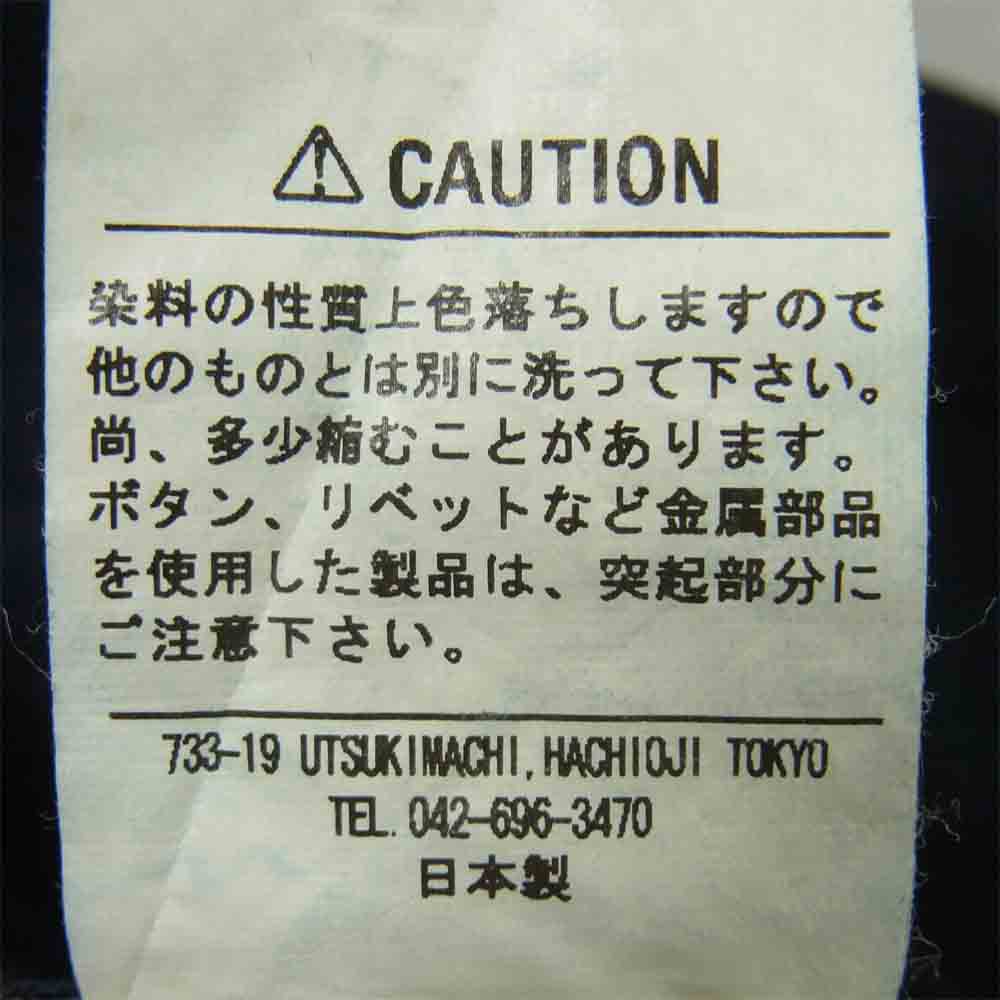 ⚠ CAUTION
染料の性質上色落ちしますので
他のものとは別に洗って下さい。
尚、多少縮むことがあります。
ボタン、リベットなど金属部品
を使用した製品は、突起部分に
ご注意下さい。
733-19 UTSUKIMACHI, HACHIOJI TOKYO
TEL. 042-696-3470
日本製